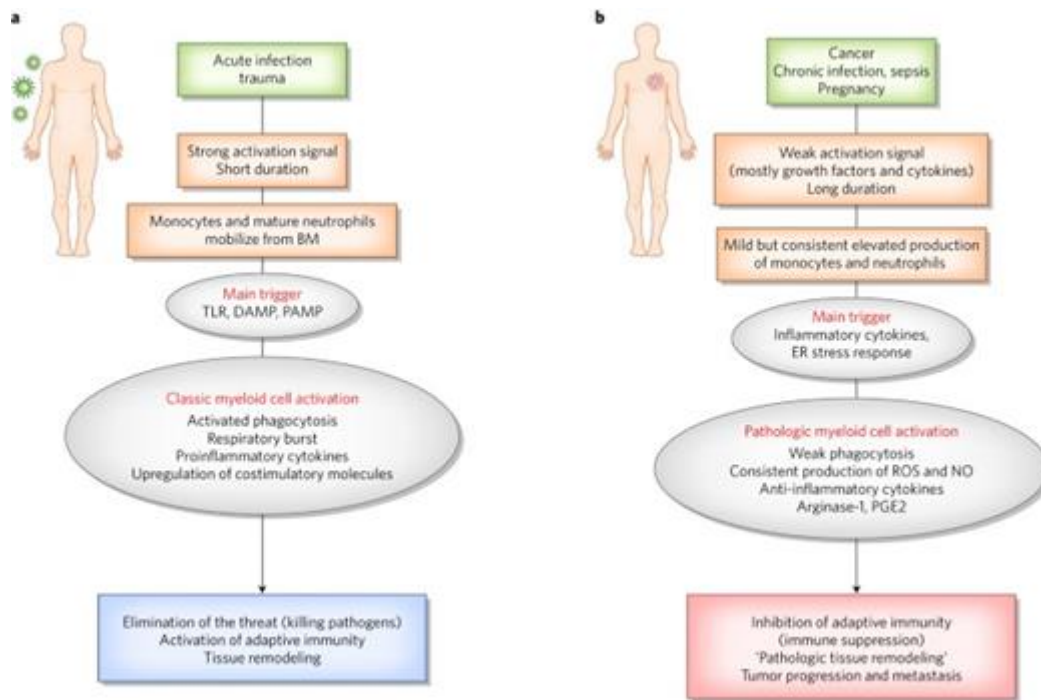 a
Acute infection
trauma
Strong activation signal
Short duration
Monocytes and mature neutrophils
mobilize from BM
Main trigger
TLR, DAMP, PAMP
Classic myeloid cell activation
Activated phagocytosis
Respiratory burst
Proinflammatory cytokines
Upregulation of costimulatory molecules
Elimination of the threat (killing pathogens)
Activation of adaptive immunity
Tissue remodeling
b
Cancer
Chronic infection, sepsis
Pregnancy
Weak activation signal
(mostly growth factors and cytokines)
Long duration
Mild but consistent elevated production
of monocytes and neutrophils
Main trigger
Inflammatory cytokines,
ER stress response
Pathologic myeloid cell activation
Weak phagocytosis
Consistent production of ROS and NO
Anti-inflammatory cytokines
Arginase-1, PGE2
Inhibition of adaptive immunity
(immune suppression)
'Pathologic tissue remodeling'
Tumor progression and metastasis